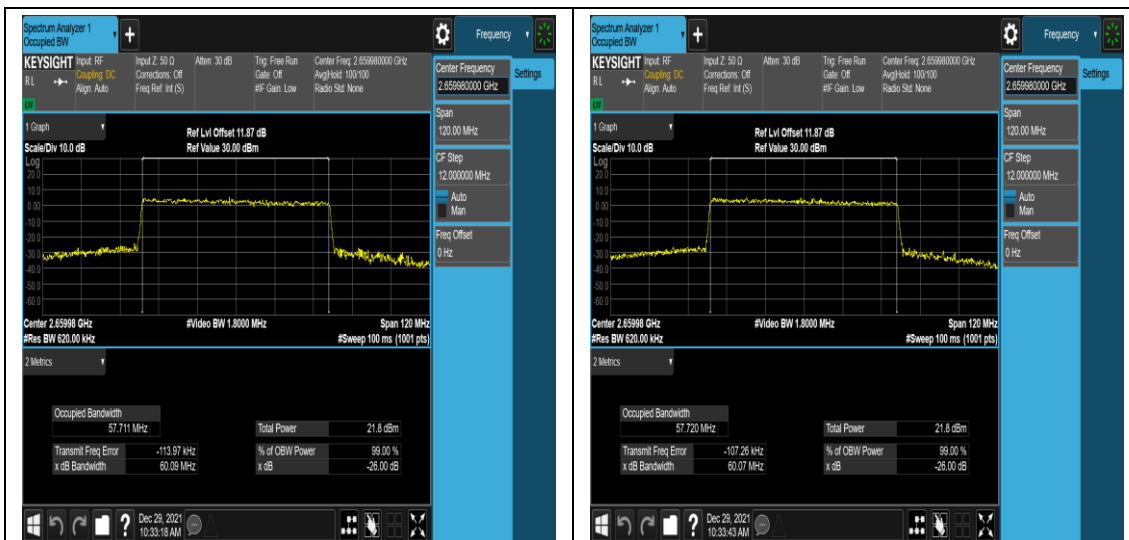 Spectrum Analyzer 1
Occupied BW
+
Frequency
KEYSIGHT
Input: RF
Coupling: DC
Align: Auto
Input Z: 50 Ω
Corrections: Off
Freq Ref: Int (S)
Atten: 30 dB
Trig: Free Run
Gate: Off
#IF Gain: Low
Center Freq: 2.659980000 GHz
Avg|Hold: 100/100
Radio Std: None
R L
Center Frequency
2.659980000 GHz
Settings
Span
120.00 MHz
CF Step
12.000000 MHz
Auto
Man
Freq Offset
0 Hz
1 Graph
Scale/Div 10.0 dB
Ref Lvl Offset 11.87 dB
Ref Value 30.00 dBm
Log
20.0
10.0
0.00
-10.0
-20.0
-30.0
-40.0
-50.0
-60.0
Center 2.65998 GHz
#Res BW 620.00 kHz
#Video BW 1.8000 MHz
Span 120 MHz
#Sweep 100 ms (1001 pts)
2 Metrics
Occupied Bandwidth
57.711 MHz
Total Power 21.8 dBm
Transmit Freq Error -113.97 kHz
% of OBW Power 99.00 %
x dB Bandwidth 60.09 MHz
x dB -26.00 dB
?
Dec 29, 2021
10:33:18 AM
Spectrum Analyzer 1
Occupied BW
+
Frequency
KEYSIGHT
Input: RF
Coupling: DC
Align: Auto
Input Z: 50 Ω
Corrections: Off
Freq Ref: Int (S)
Atten: 30 dB
Trig: Free Run
Gate: Off
#IF Gain: Low
Center Freq: 2.659980000 GHz
Avg|Hold: 100/100
Radio Std: None
R L
Center Frequency
2.659980000 GHz
Settings
Span
120.00 MHz
CF Step
12.000000 MHz
Auto
Man
Freq Offset
0 Hz
1 Graph
Scale/Div 10.0 dB
Ref Lvl Offset 11.87 dB
Ref Value 30.00 dBm
Log
20.0
10.0
0.00
-10.0
-20.0
-30.0
-40.0
-50.0
-60.0
Center 2.65998 GHz
#Res BW 620.00 kHz
#Video BW 1.8000 MHz
Span 120 MHz
#Sweep 100 ms (1001 pts)
2 Metrics
Occupied Bandwidth
57.720 MHz
Total Power 21.8 dBm
Transmit Freq Error -107.26 kHz
% of OBW Power 99.00 %
x dB Bandwidth 60.07 MHz
x dB -26.00 dB
?
Dec 29, 2021
10:33:43 AM